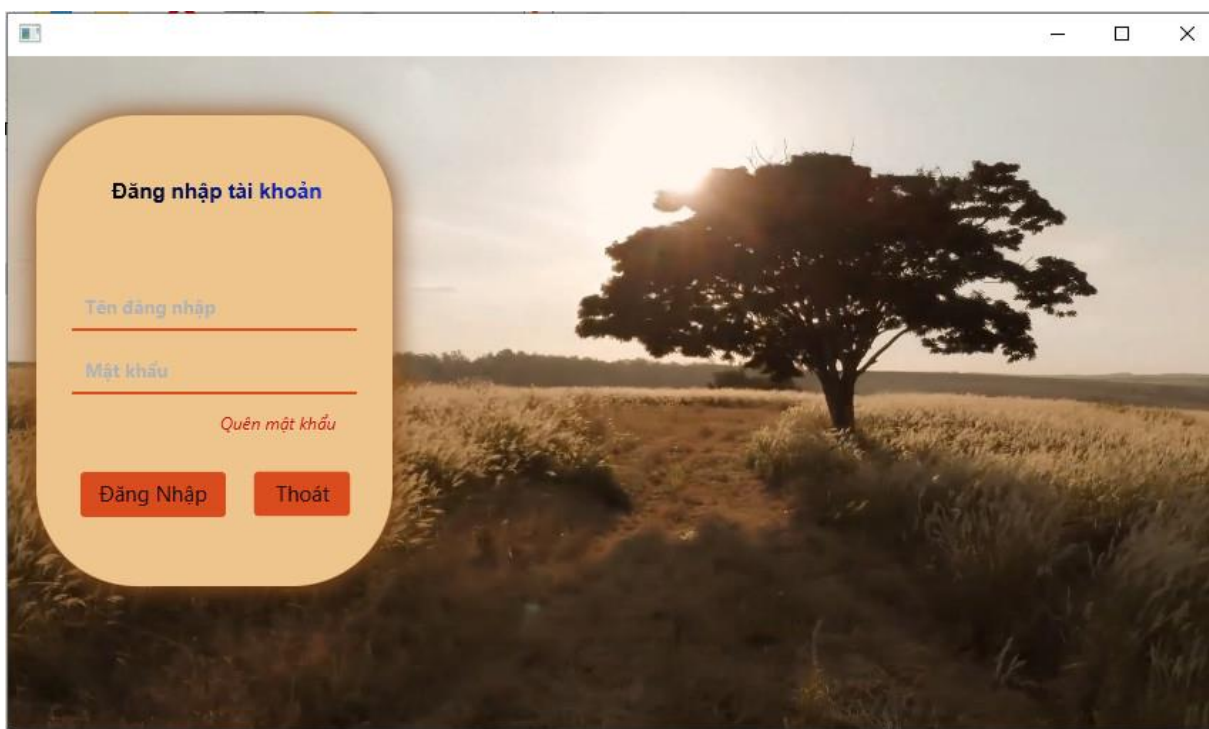 Đăng nhập tài khoản
Tên đăng nhập
Mật khẩu
Quên mật khẩu
Đăng Nhập
Thoát